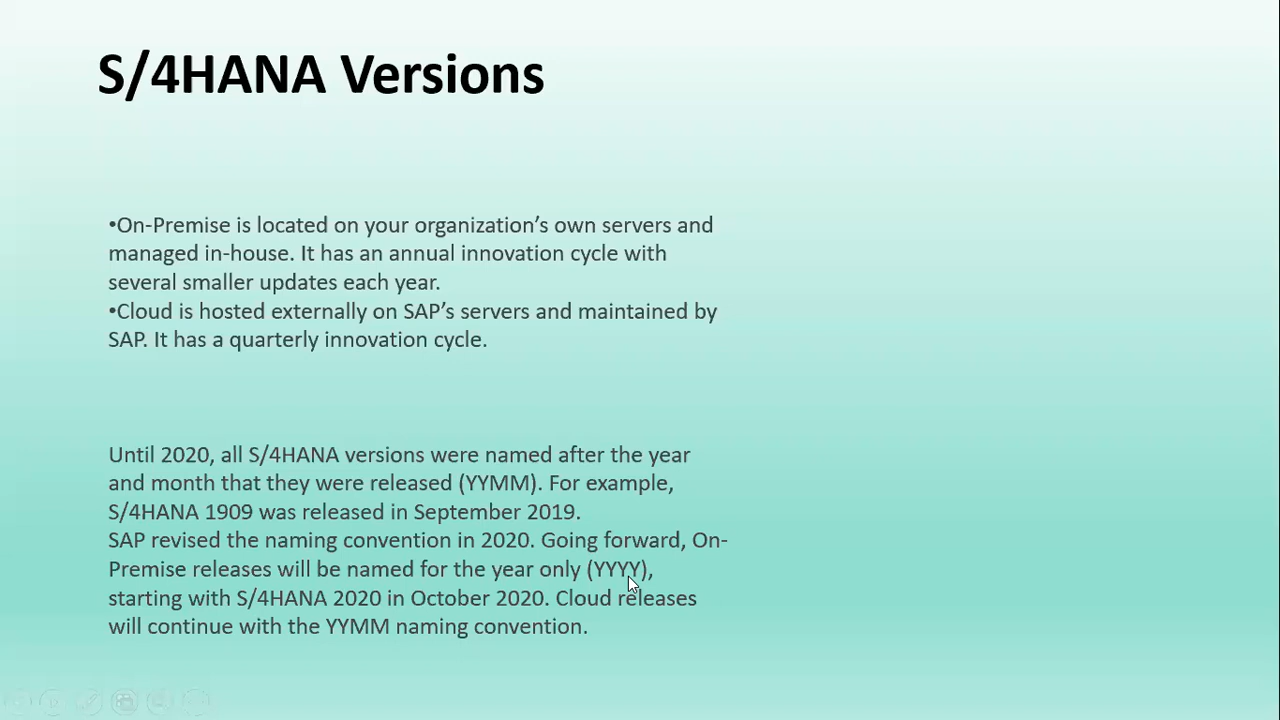 S/4HANA Versions
•On-Premise is located on your organization’s own servers and
managed in-house. It has an annual innovation cycle with
several smaller updates each year.
•Cloud is hosted externally on SAP’s servers and maintained by
SAP. It has a quarterly innovation cycle.
Until 2020, all S/4HANA versions were named after the year
and month that they were released (YYMM). For example,
S/4HANA 1909 was released in September 2019.
SAP revised the naming convention in 2020. Going forward, On-
Premise releases will be named for the year only (YYYY),
starting with S/4HANA 2020 in October 2020. Cloud releases
will continue with the YYMM naming convention.